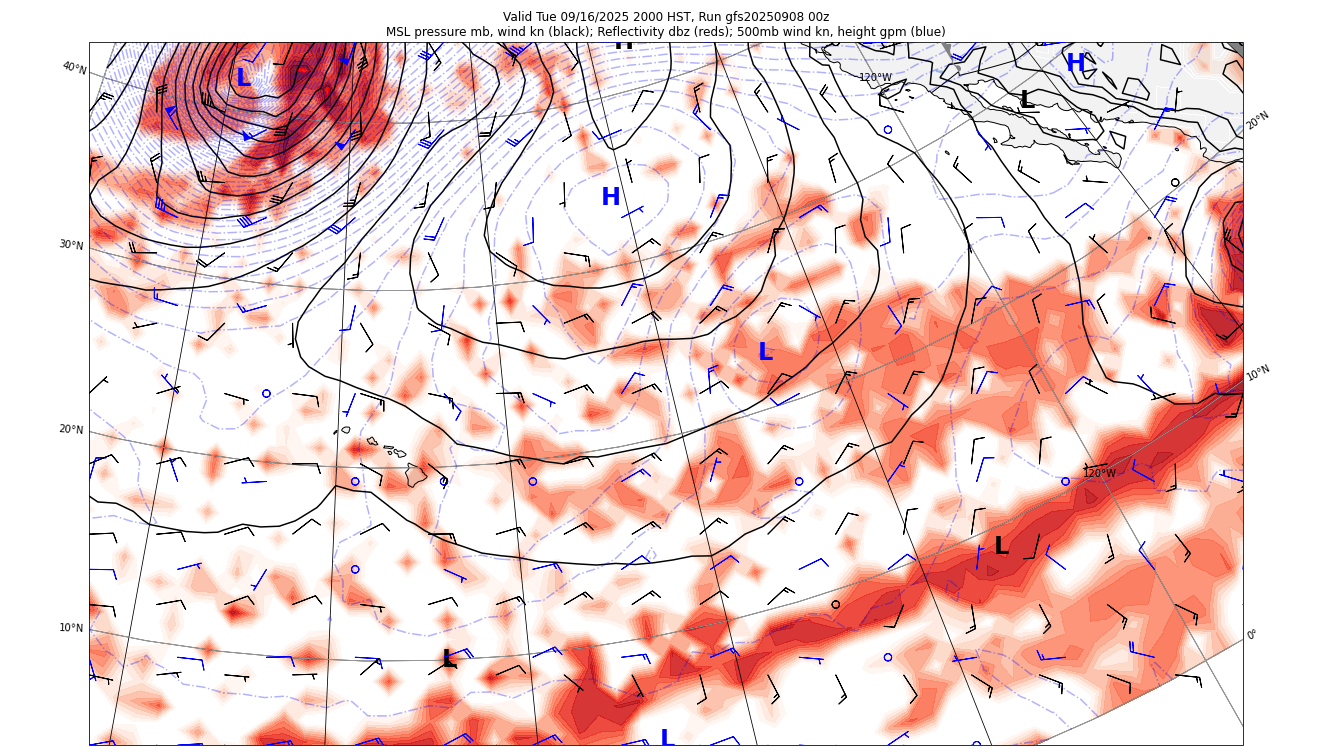 Valid Tue 09/16/2025 2000 HST, Run gfs20250908 00z
MSL pressure mb, wind kn (black); Reflectivity dbz (reds); 500mb wind kn, height gpm (blue)
H
40°N
L
120°W
H
L
20°N
H
30°N
L
10°N
20°N
120°W
L
10°N
0°
L
L